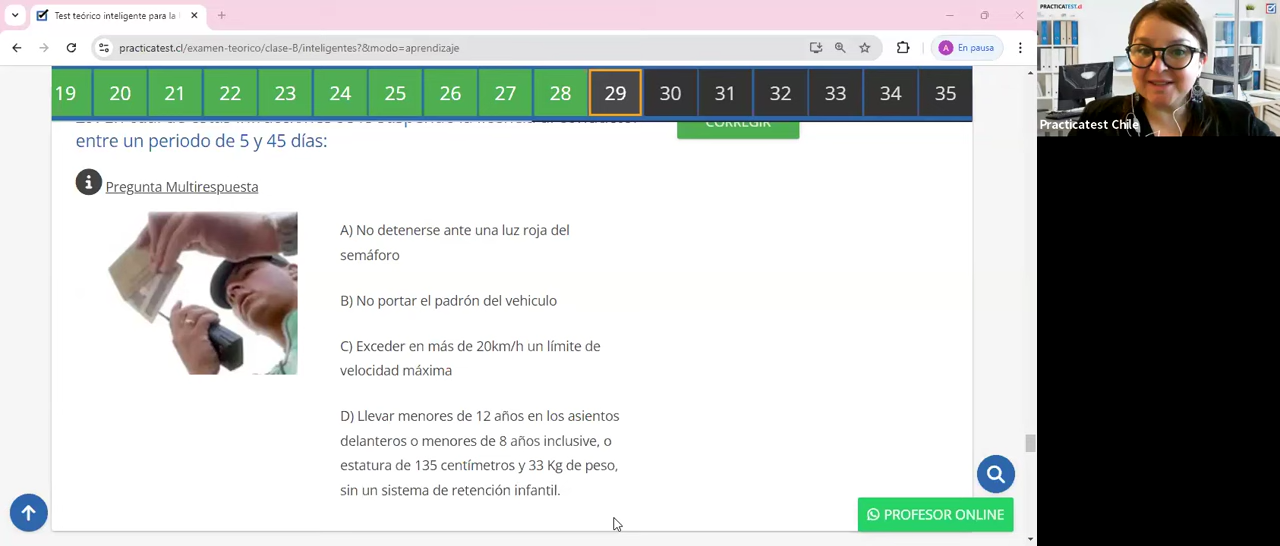 Test teórico inteligente para la
practicatest.cl/examen-teorico/clase-B/inteligentes?&modo=aprendizaje
A
En pausa
PRACTICATEST.cl
19 20 21 22 23 24 25 26 27 28 29 30 31 32 33 34 35
CORREGIR
entre un periodo de 5 y 45 días:
Pregunta Multirespuesta
A) No detenerse ante una luz roja del
semáforo
B) No portar el padrón del vehiculo
C) Exceder en más de 20km/h un límite de
velocidad máxima
D) Llevar menores de 12 años en los asientos
delanteros o menores de 8 años inclusive, o
estatura de 135 centímetros y 33 Kg de peso,
sin un sistema de retención infantil.
PROFESOR ONLINE
Practicatest Chile